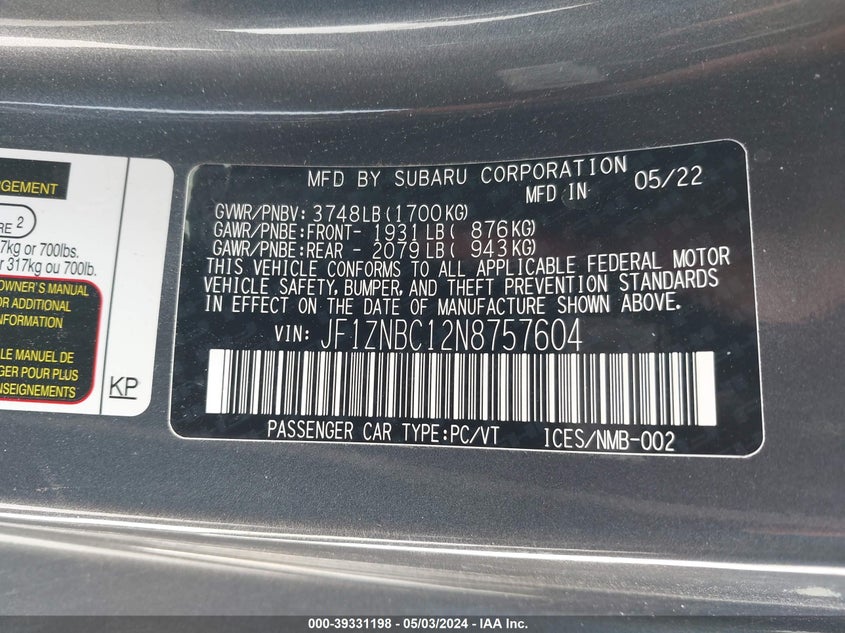 RGEMENT
RE 2
7kg or 700lbs.
r 317kg ou 700lb.
OWNER'S MANUAL
OR ADDITIONAL
INFORMATION
LE MANUEL DE
GER POUR PLUS
ENSEIGNEMENTS
KP
MFD BY SUBARU CORPORATION
MFD IN 05/22
GVWR/PNBV: 3748LB(1700KG)
GAWR/PNBE:FRONT- 1931LB( 876KG)
GAWR/PNBE:REAR - 2079LB( 943KG)
THIS VEHICLE CONFORMS TO ALL APPLICABLE FEDERAL MOTOR
VEHICLE SAFETY, BUMPER, AND THEFT PREVENTION STANDARDS
IN EFFECT ON THE DATE OF MANUFACTURE SHOWN ABOVE.
VIN: JF1ZNBC12N8757604
PASSENGER CAR TYPE:PC/VT ICES/NMB-002
000-39331198 - 05/03/2024 - IAA Inc.